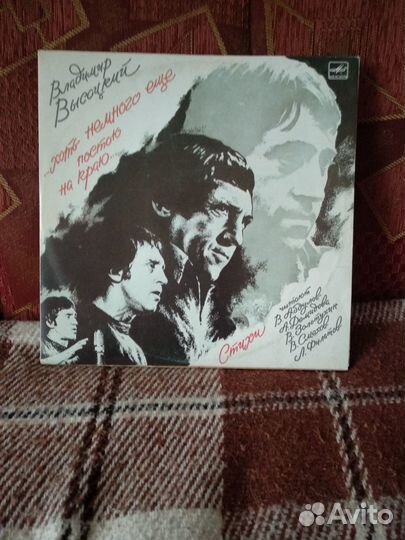 Владимир
Высоцкий
...хоть немного еще
постою
на краю...
Стихи
читают
В. Абдулов
А. Демидова
В. Золотухин
В. Смехов
Л. Филатов
Avito